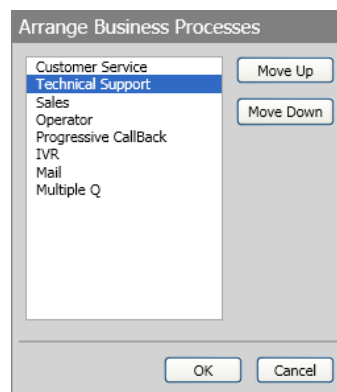 Arrange Business Processes
Customer Service
Technical Support
Sales
Operator
Progressive CallBack
IVR
Mail
Multiple Q
Move Up
Move Down
OK
Cancel